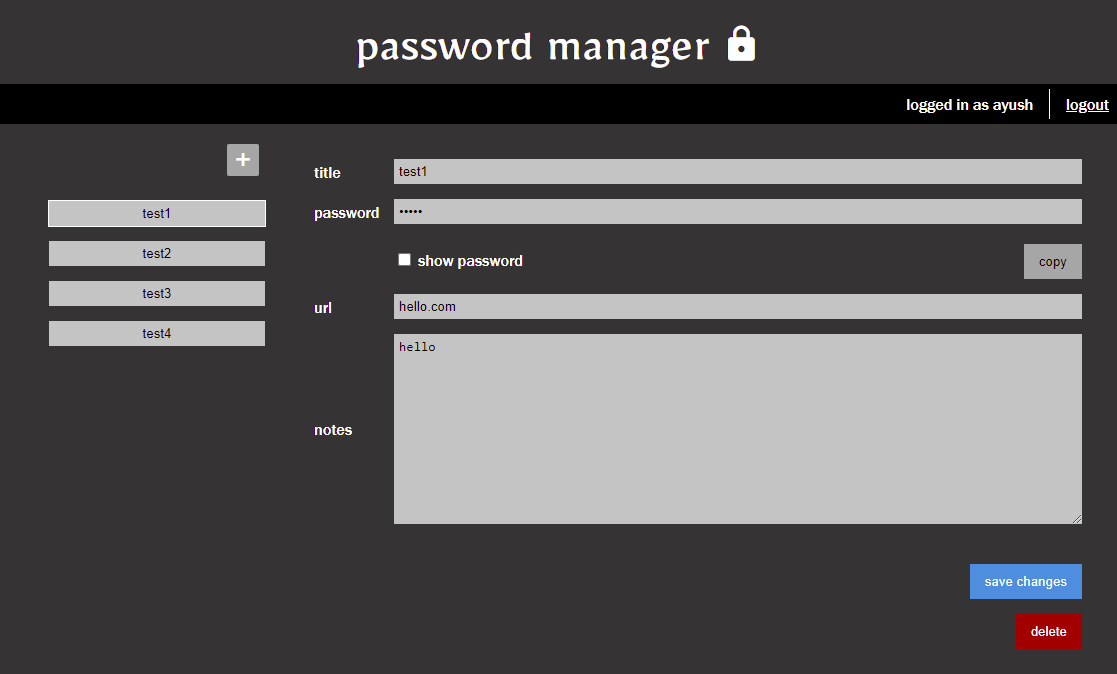 password manager
logged in as ayush
logout
+
test1
test2
test3
test4
title
test1
password
•••••
show password
copy
url
hello.com
notes
hello
save changes
delete